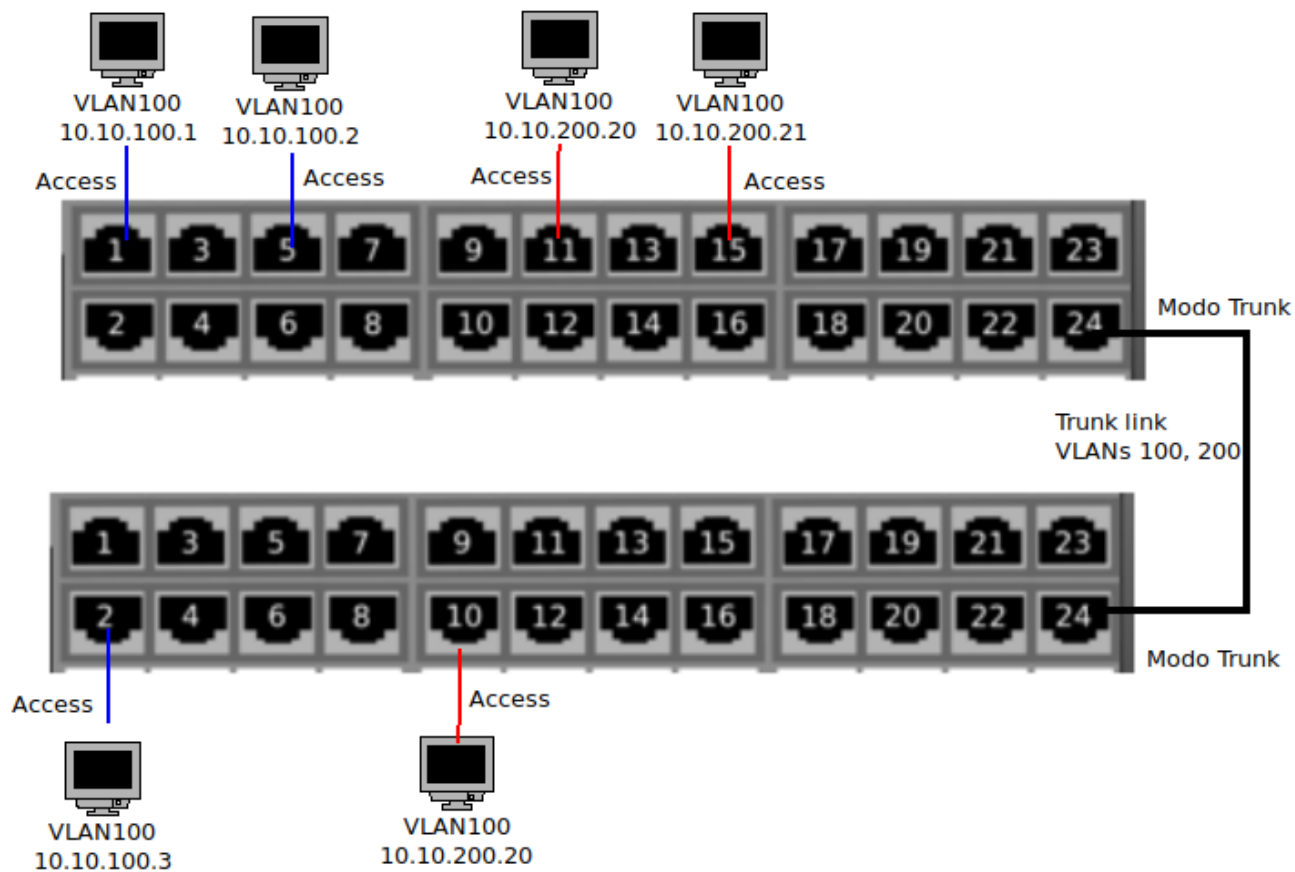 VLAN100
10.10.100.1
VLAN100
10.10.100.2
VLAN100
10.10.200.20
VLAN100
10.10.200.21
Access
Access
Access
Access
1 3 5 7 9 11 13 15 17 19 21 23
2 4 6 8 10 12 14 16 18 20 22 24
Modo Trunk
Trunk link
VLANs 100, 200
1 3 5 7 9 11 13 15 17 19 21 23
2 4 6 8 10 12 14 16 18 20 22 24
Modo Trunk
Access
Access
VLAN100
10.10.100.3
VLAN100
10.10.200.20